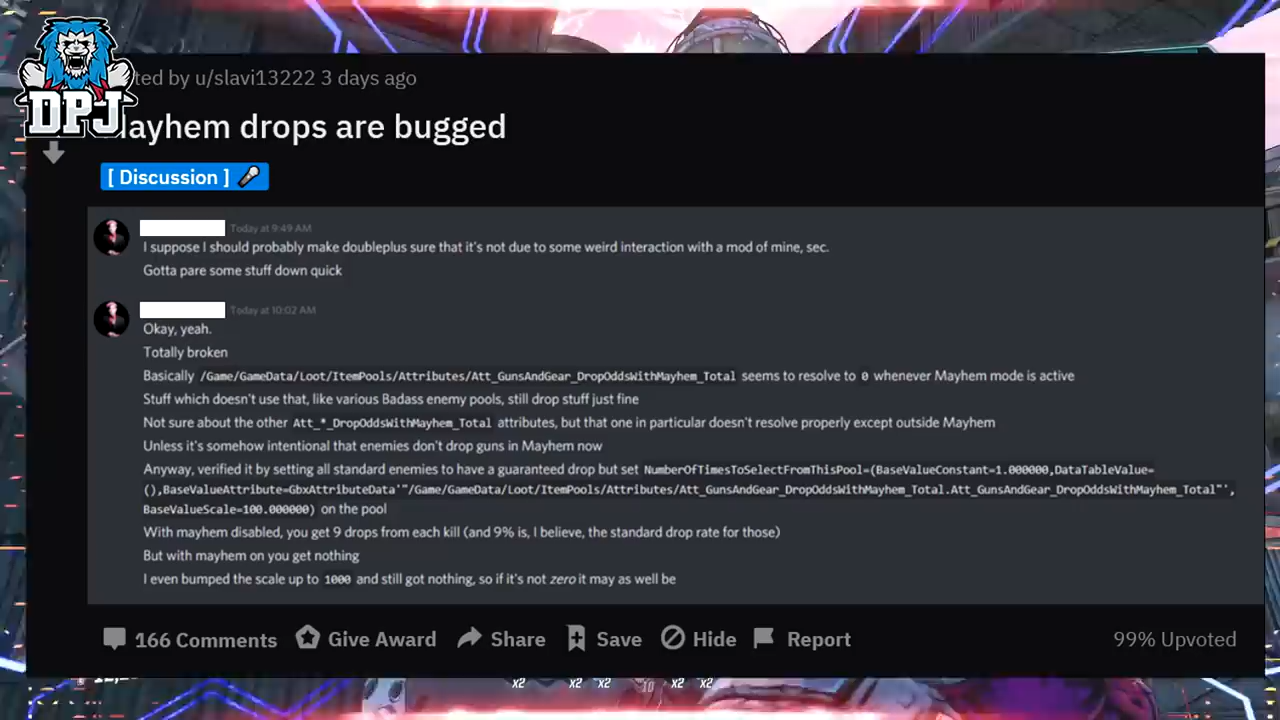 DPJ
ted by u/slavi13222 3 days ago
Mayhem drops are bugged
[ Discussion ]
Today at 9:49 AM
I suppose I should probably make doubleplus sure that it's not due to some weird interaction with a mod of mine, sec.
Gotta pare some stuff down quick
Today at 10:02 AM
Okay, yeah.
Totally broken
Basically /Game/GameData/Loot/ItemPools/Attributes/Att_GunsAndGear_DropOddsWithMayhem_Total seems to resolve to 0 whenever Mayhem mode is active
Stuff which doesn't use that, like various Badass enemy pools, still drop stuff just fine
Not sure about the other Att_*_DropOddsWithMayhem_Total attributes, but that one in particular doesn't resolve properly except outside Mayhem
Unless it's somehow intentional that enemies don't drop guns in Mayhem now
Anyway, verified it by setting all standard enemies to have a guaranteed drop but set NumberOfTimesToSelectFromThisPool=(BaseValueConstant=1.000000,DataTableValue=
(),BaseValueAttribute=GbxAttributeData'"/Game/GameData/Loot/ItemPools/Attributes/Att_GunsAndGear_DropOddsWithMayhem_Total.Att_GunsAndGear_DropOddsWithMayhem_Total"',
BaseValueScale=100.000000) on the pool
With mayhem disabled, you get 9 drops from each kill (and 9% is, I believe, the standard drop rate for those)
But with mayhem on you get nothing
I even bumped the scale up to 1000 and still got nothing, so if it's not zero it may as well be
166 Comments Give Award Share Save Hide Report 99% Upvoted
x2 x2 x2 10 x2 x2